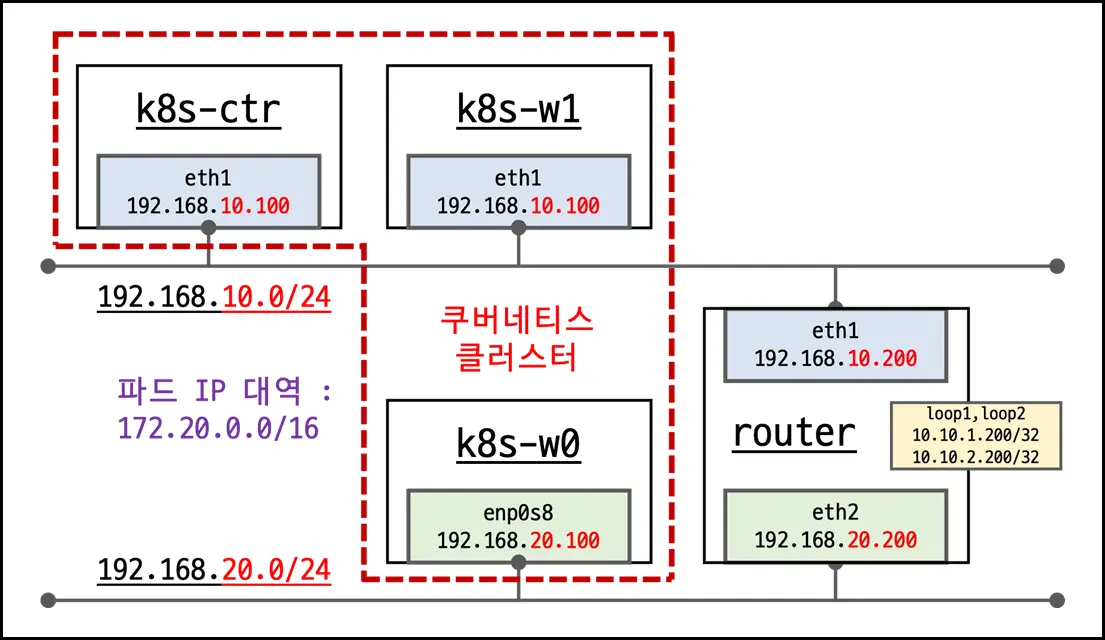 k8s-ctr
eth1
192.168.10.100
k8s-w1
eth1
192.168.10.100
192.168.10.0/24
쿠버네티스
클러스터
파드 IP 대역 :
172.20.0.0/16
eth1
192.168.10.200
router
loop1,loop2
10.10.1.200/32
10.10.2.200/32
k8s-w0
enp0s8
192.168.20.100
eth2
192.168.20.200
192.168.20.0/24